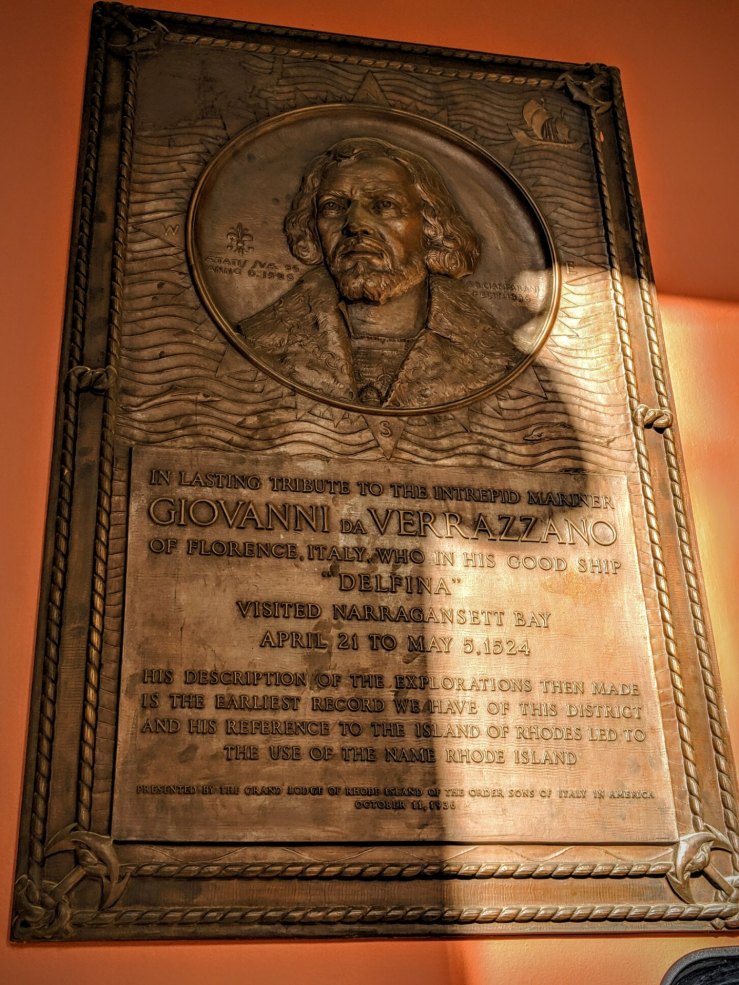 W
E
S
ÆTATIS SVÆ 36
IN LASTING TRIBUTE TO THE INTREPID MARINER
GIOVANNI DA VERRAZZANO
OF FLORENCE, ITALY, WHO IN HIS GOOD SHIP
"DELFINA"
VISITED NARRAGANSETT BAY
APRIL 21 TO MAY 5, 1524
HIS DESCRIPTION OF THE EXPLORATIONS THEN MADE
IS THE EARLIEST RECORD WE HAVE OF THIS DISTRICT
AND HIS REFERENCE TO THE ISLAND OF RHODES LED TO
THE USE OF THE NAME RHODE ISLAND
PRESENTED BY THE GRAND LODGE OF RHODE ISLAND OF THE ORDER SONS OF ITALY IN AMERICA
OCTOBER 11, 1936